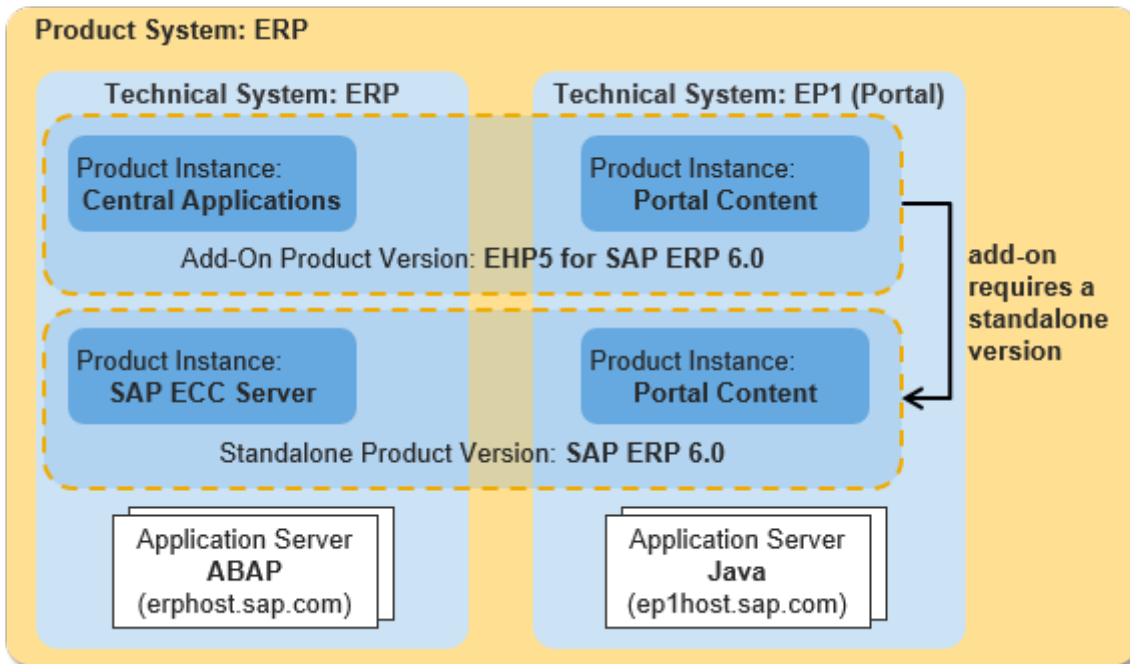 Product System: ERP
Technical System: ERP
Technical System: EP1 (Portal)
Product Instance:
Central Applications
Product Instance:
Portal Content
Add-On Product Version: EHP5 for SAP ERP 6.0
add-on
requires a
standalone
version
Product Instance:
SAP ECC Server
Product Instance:
Portal Content
Standalone Product Version: SAP ERP 6.0
Application Server
ABAP
(erphost.sap.com)
Application Server
Java
(ep1host.sap.com)